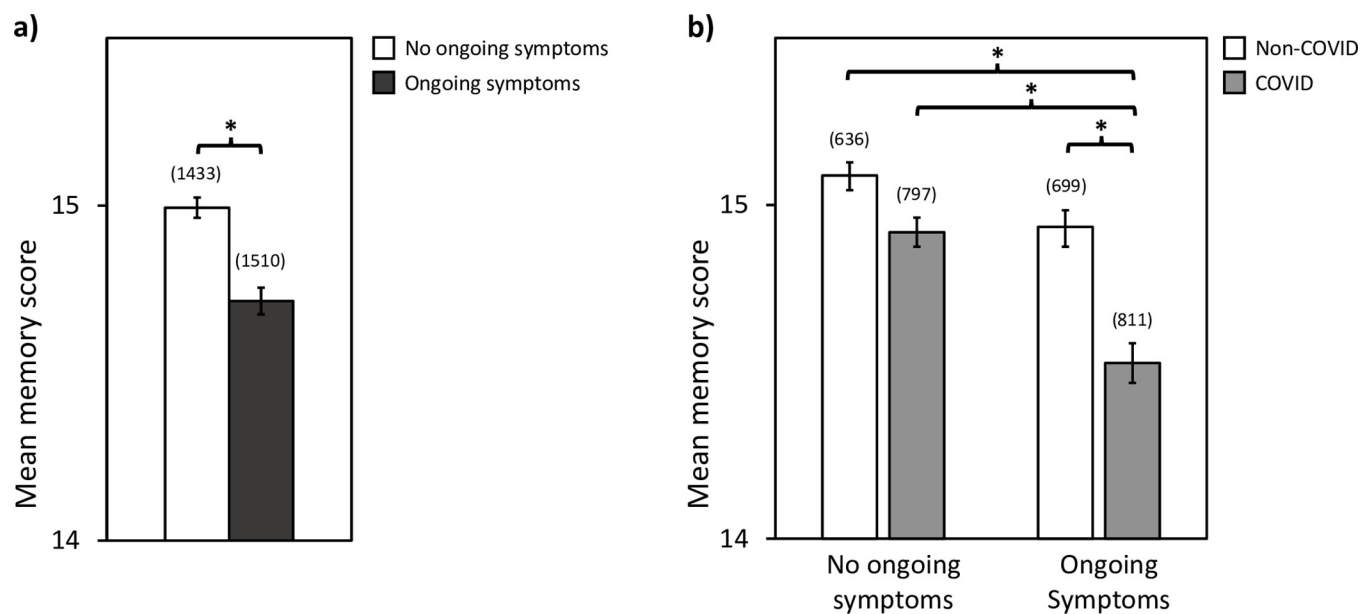 a)
No ongoing symptoms
Ongoing symptoms
*
(1433)
(1510)
15
14
Mean memory score
b)
Non-COVID
COVID
*
*
*
(636)
(797)
(699)
(811)
15
14
Mean memory score
No ongoing
symptoms
Ongoing
Symptoms